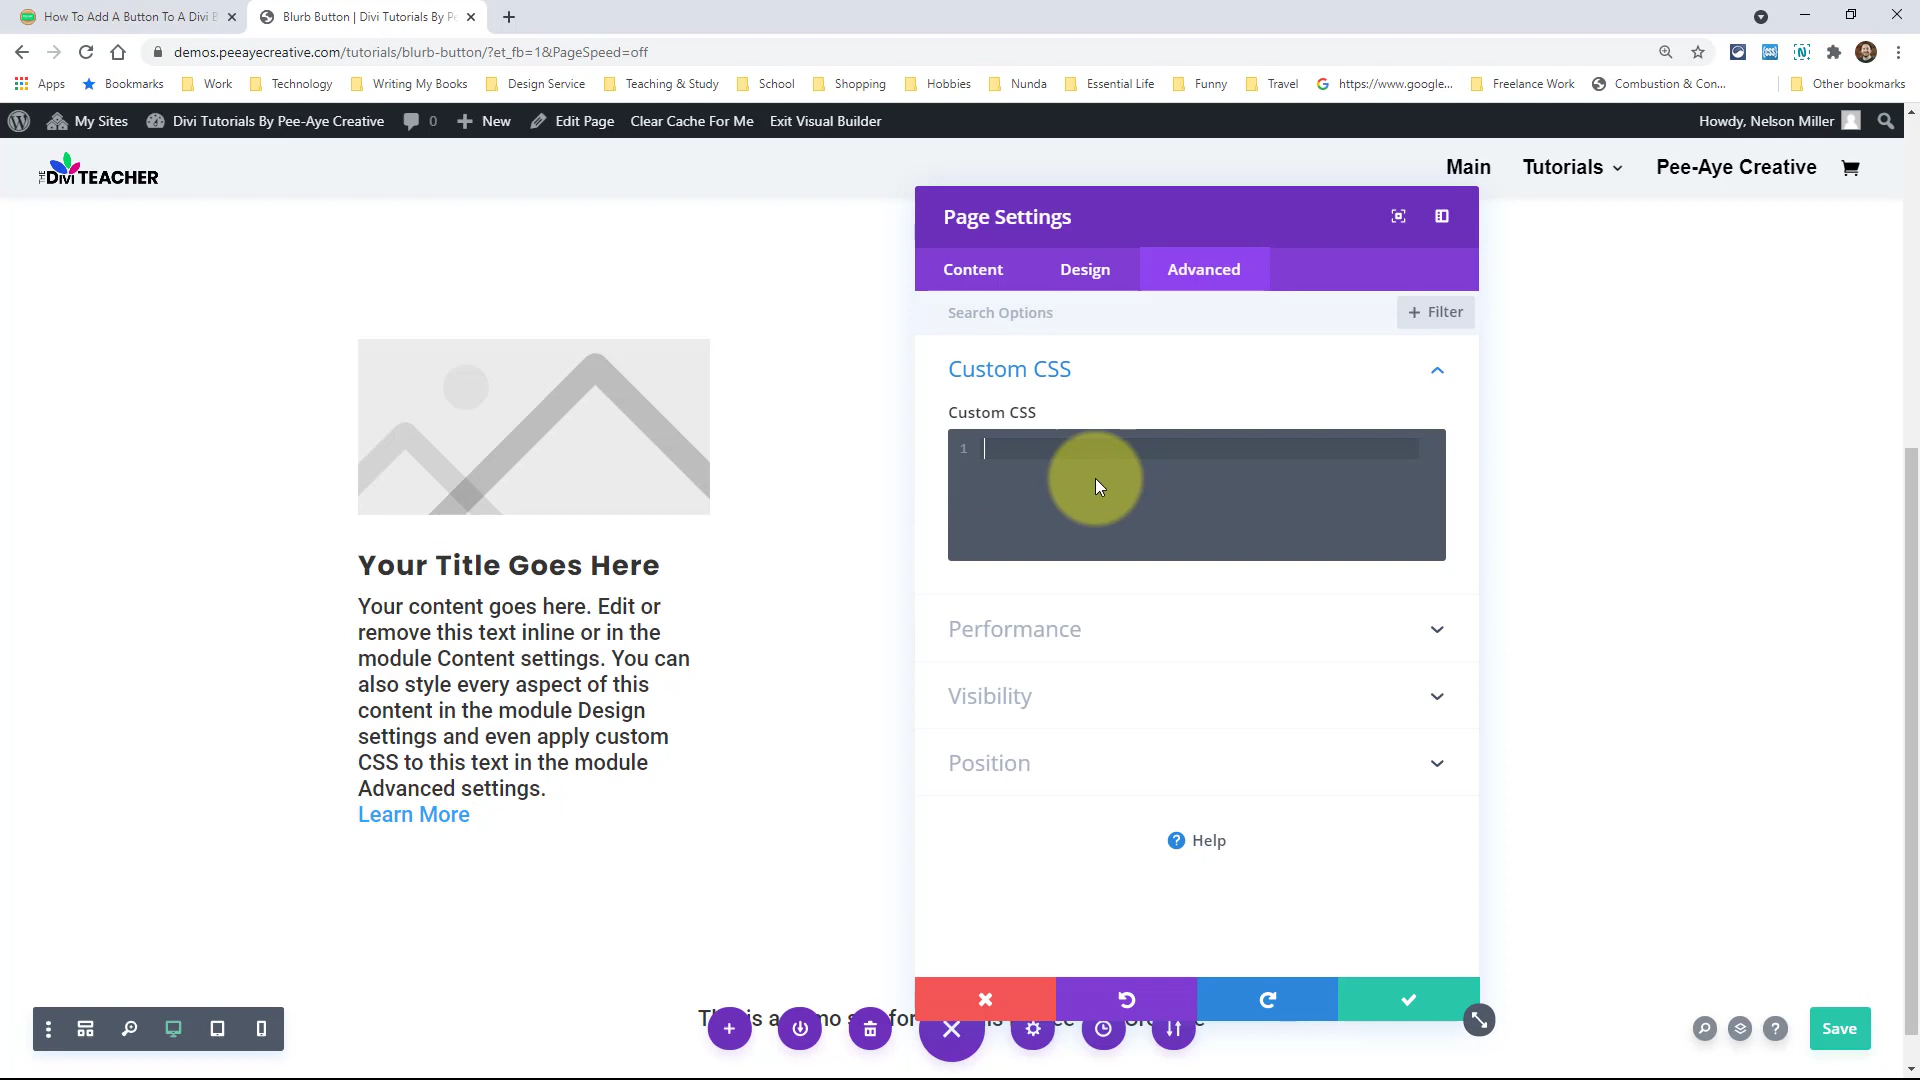 How To Add A Button To A Divi B
Blurb Button | Divi Tutorials By Pe
demos.peeayecreative.com/tutorials/blurb-button/?et_fb=1&PageSpeed=off
Apps Bookmarks Work Technology Writing My Books Design Service Teaching & Study School Shopping Hobbies Nunda Essential Life Funny Travel https://www.google... Freelance Work Combustion & Con... Other bookmarks
My Sites Divi Tutorials By Pee-Aye Creative 0 New Edit Page Clear Cache For Me Exit Visual Builder Howdy, Nelson Miller
THE DIVI TEACHER
Main Tutorials Pee-Aye Creative
Page Settings
Content Design Advanced
Search Options + Filter
Custom CSS
Custom CSS
1
Performance
Visibility
Position
? Help
Your Title Goes Here
Your content goes here. Edit or
remove this text inline or in the
module Content settings. You can
also style every aspect of this
content in the module Design
settings and even apply custom
CSS to this text in the module
Advanced settings.
Learn More
Save